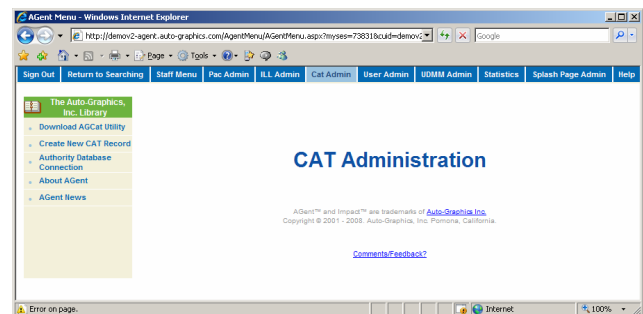 AGent Menu - Windows Internet Explorer
http://demov2-agent.auto-graphics.com/AgentMenu/AGentMenu.aspx?myses=73831&cuid=demov2
Google
Page Tools
Sign Out Return to Searching Staff Menu Pac Admin ILL Admin Cat Admin User Admin UDMM Admin Statistics Splash Page Admin Help
The Auto-Graphics,
Inc. Library
Download AGCat Utility
Create New CAT Record
Authority Database
Connection
About AGent
AGent News
CAT Administration
AGent™ and Impact™ are trademarks of Auto-Graphics Inc.
Copyright © 2001 - 2008. Auto-Graphics, Inc. Pomona, California.
Comments/Feedback?
Error on page.
Internet
100%